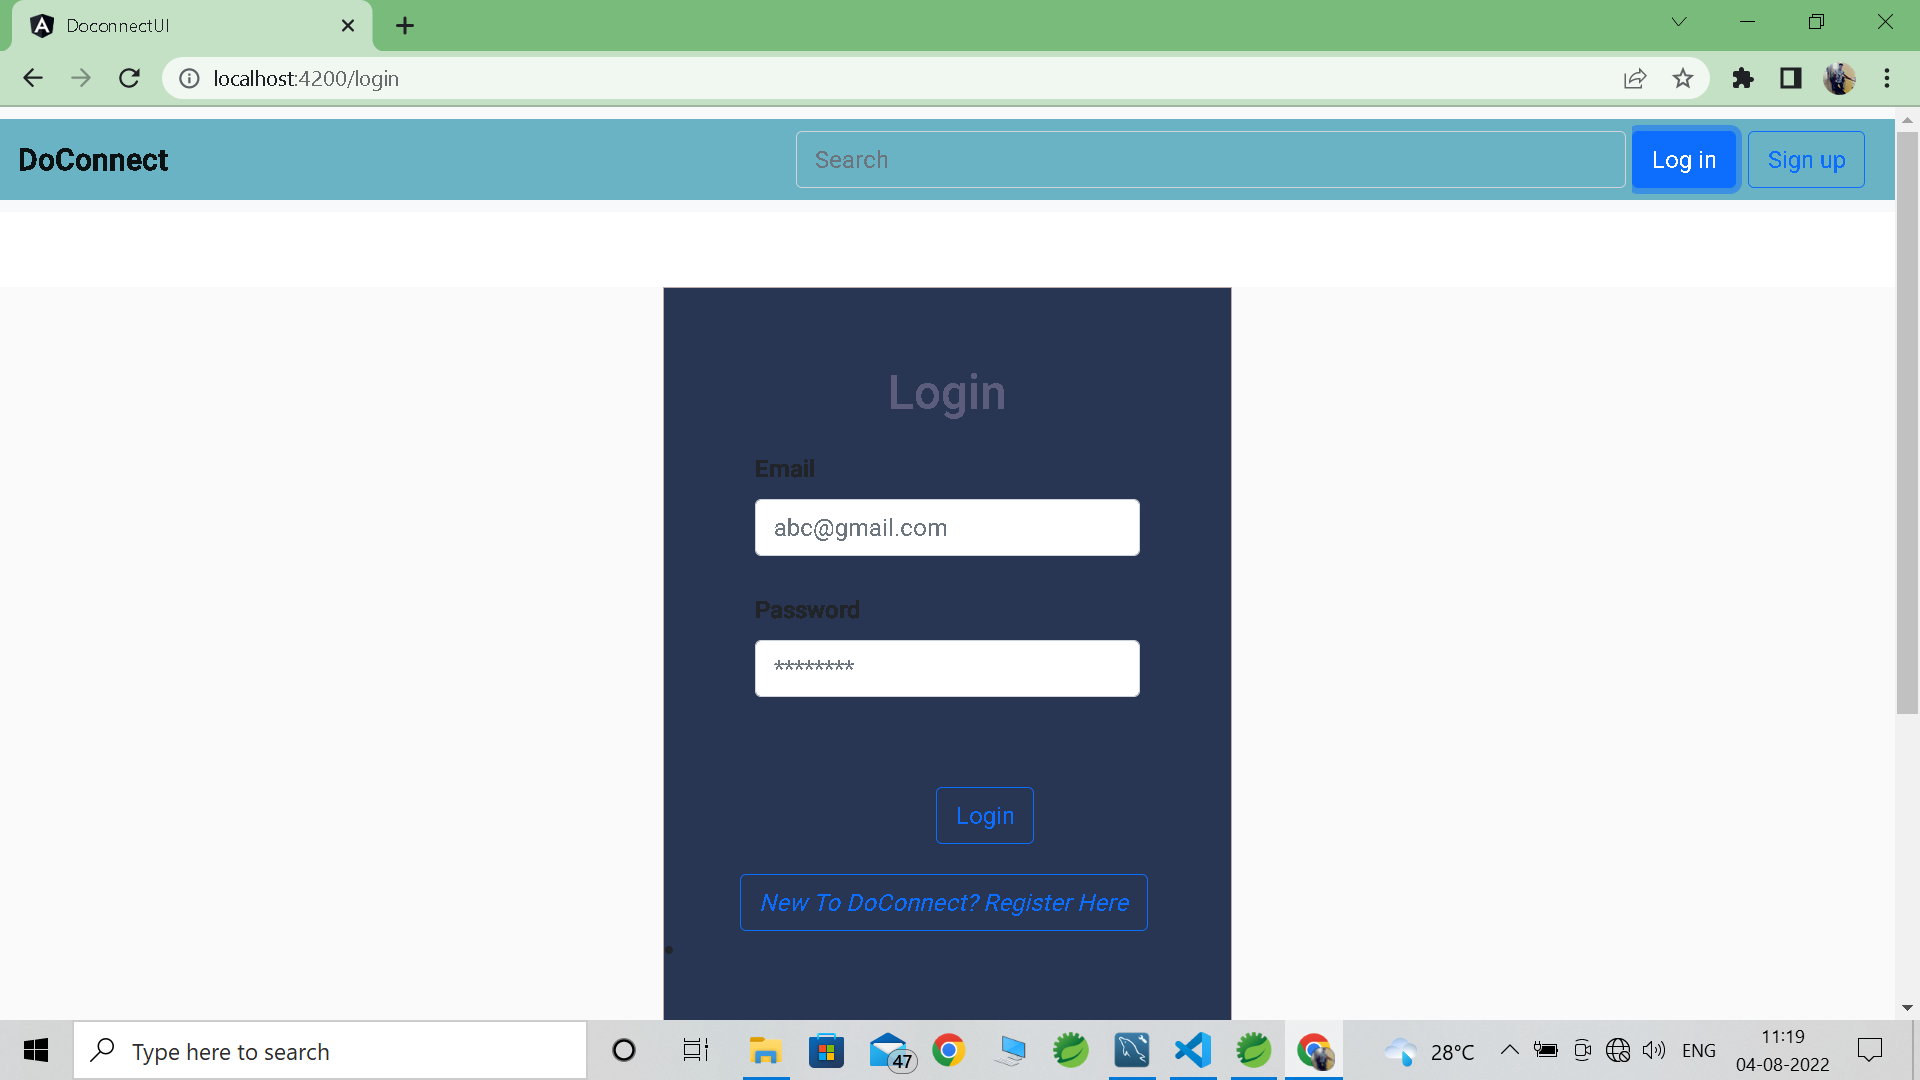 DoconnectUI
localhost:4200/login
DoConnect
Search
Log in
Sign up
Login
Email
abc@gmail.com
Password
********
Login
New To DoConnect? Register Here
Type here to search
47
28°C
ENG
11:19
04-08-2022